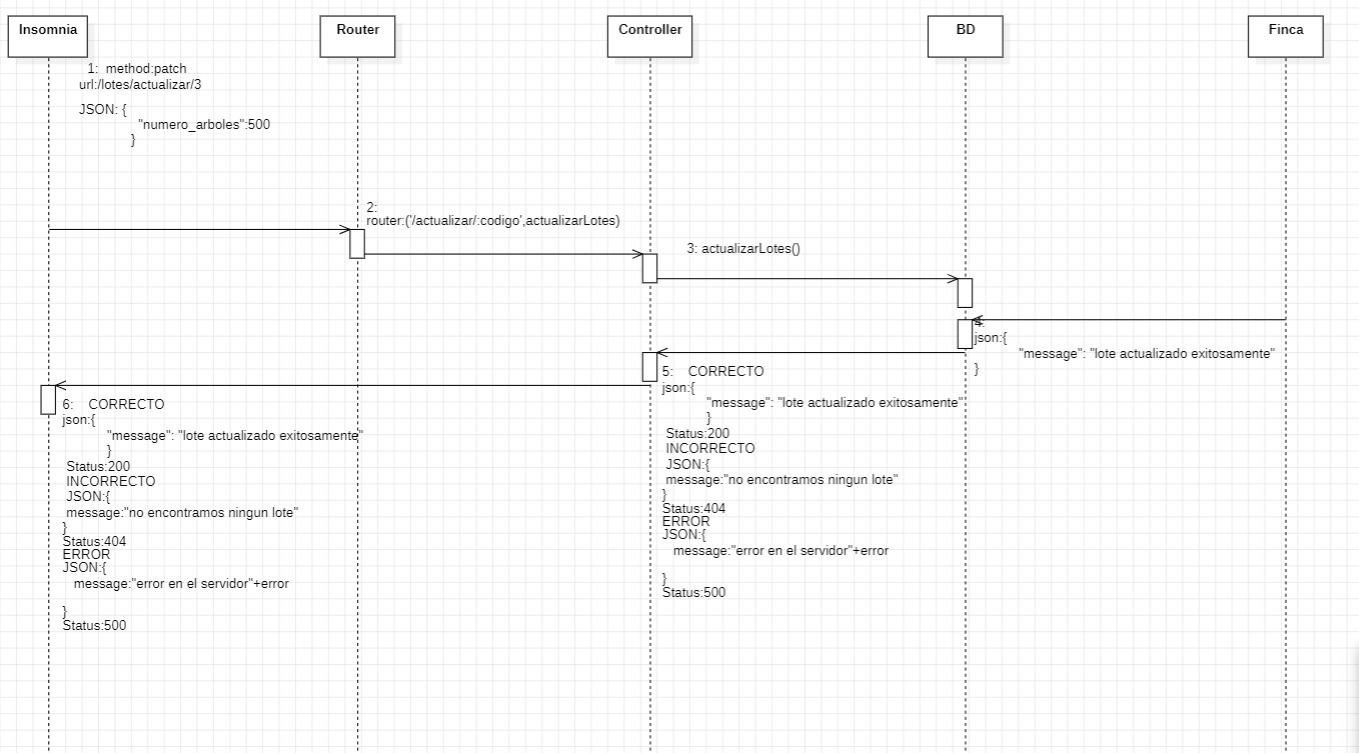 Insomnia
Router
Controller
BD
Finca
1: method:patch
url:/lotes/actualizar/3
JSON: {
"numero_arboles":500
}
2:
router:('/actualizar/:codigo',actualizarLotes)
3: actualizarLotes()
4:
json:{
"message": "lote actualizado exitosamente"
}
5: CORRECTO
json:{
"message": "lote actualizado exitosamente"
}
Status:200
INCORRECTO
JSON:{
message:"no encontramos ningun lote"
}
Status:404
ERROR
JSON:{
message:"error en el servidor"+error
}
Status:500
6: CORRECTO
json:{
"message": "lote actualizado exitosamente"
}
Status:200
INCORRECTO
JSON:{
message:"no encontramos ningun lote"
}
Status:404
ERROR
JSON:{
message:"error en el servidor"+error
}
Status:500